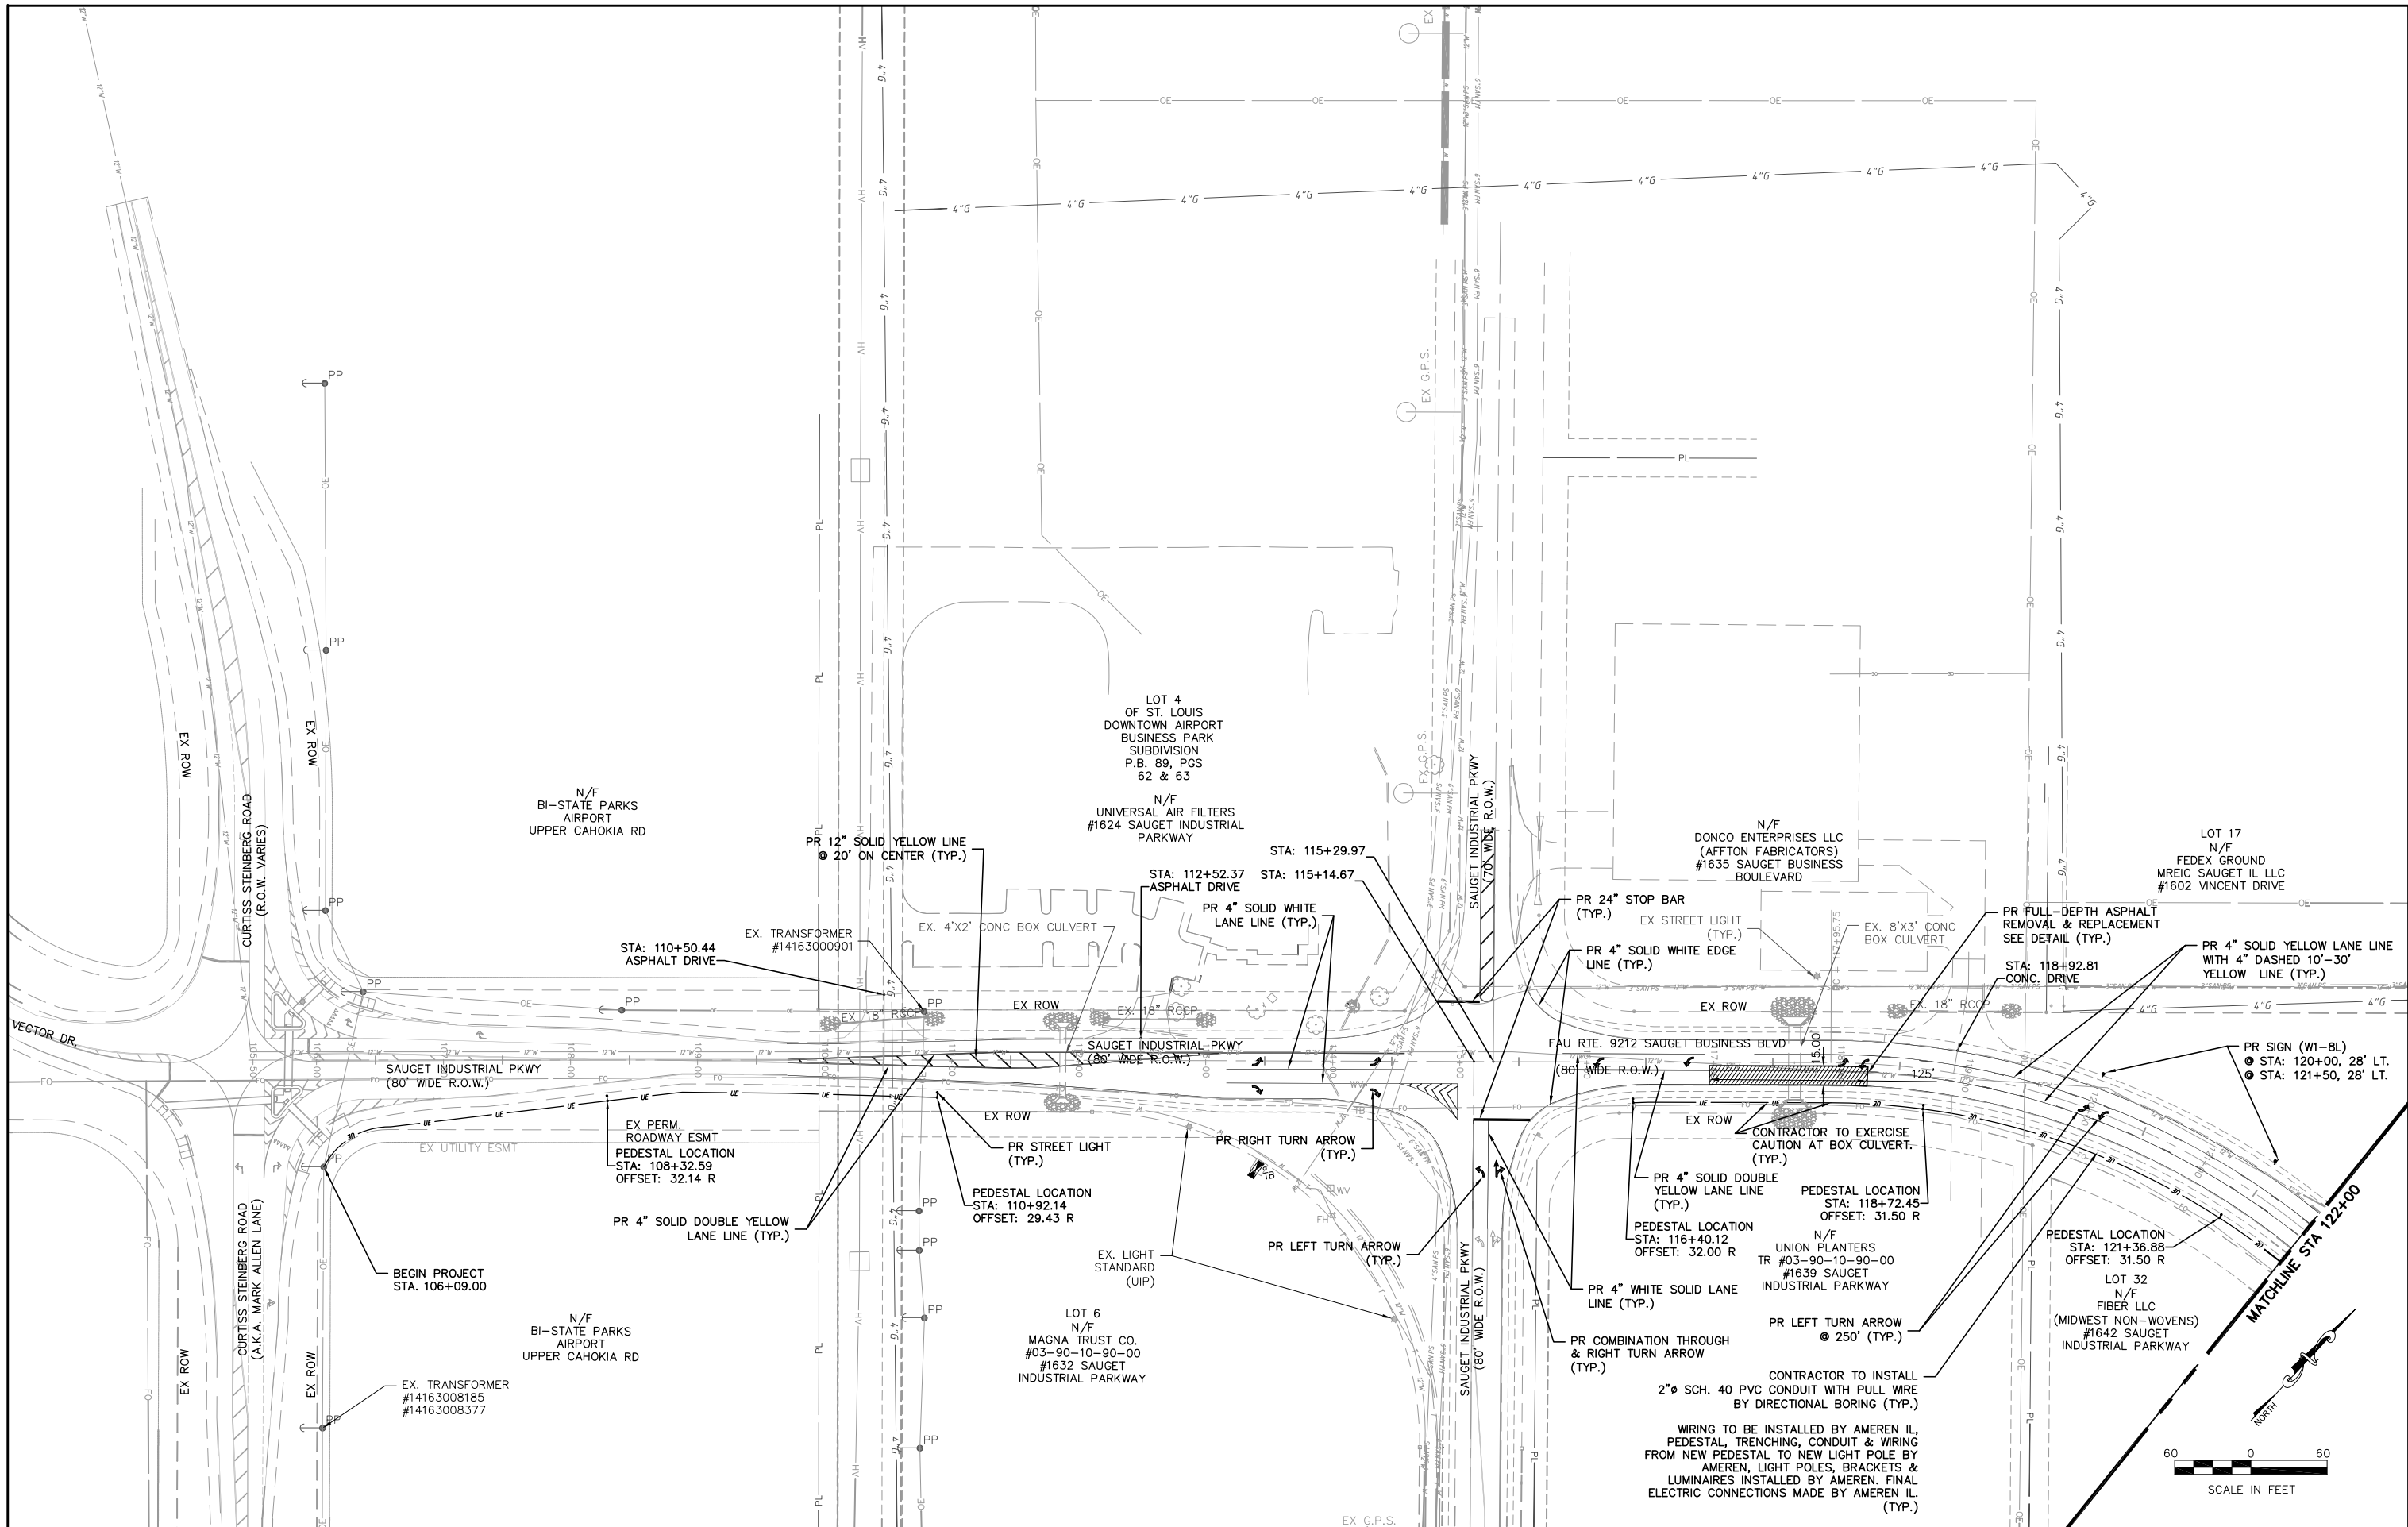 EX ROW
EX ROW
CURTISS STEINBERG ROAD
(R.O.W. VARIES)
PP
PP
PP
PP
PP
N/F
BI-STATE PARKS
AIRPORT
UPPER CAHOKIA RD
PR 12" SOLID YELLOW LINE
@ 20' ON CENTER (TYP.)
LOT 4
OF ST. LOUIS
DOWNTOWN AIRPORT
BUSINESS PARK
SUBDIVISION
P.B. 89, PGS
62 & 63
N/F
UNIVERSAL AIR FILTERS
#1624 SAUGET INDUSTRIAL
PARKWAY
STA: 115+29.97
STA: 115+14.67
STA: 112+52.37
ASPHALT DRIVE
PR 4" SOLID WHITE
LANE LINE (TYP.)
EX. 4'X2' CONC BOX CULVERT
EX. TRANSFORMER
#14163000901
STA: 110+50.44
ASPHALT DRIVE
PP
EX. 18" RCCP
EX ROW
EX. 18" RCCP
EX G.P.S.
EX G.P.S.
SAUGET INDUSTRIAL PKWY
(70' WIDE R.O.W.)
PL
PR 24" STOP BAR
(TYP.)
EX STREET LIGHT
(TYP.)
PR 4" SOLID WHITE EDGE
LINE (TYP.)
N/F
DONCO ENTERPRISES LLC
(AFFTON FABRICATORS)
#1635 SAUGET BUSINESS
BOULEVARD
EX. 8'X3' CONC
BOX CULVERT
PR FULL-DEPTH ASPHALT
REMOVAL & REPLACEMENT
SEE DETAIL (TYP.)
STA: 118+92.81
CONC. DRIVE
LOT 17
N/F
FEDEX GROUND
MREIC SAUGET IL LLC
#1602 VINCENT DRIVE
PR 4" SOLID YELLOW LANE LINE
WITH 4" DASHED 10'-30'
YELLOW LINE (TYP.)
EX ROW
EX. 18" RCCP
PR SIGN (W1-8L)
@ STA: 120+00, 28' LT.
@ STA: 121+50, 28' LT.
VECTOR DR.
SAUGET INDUSTRIAL PKWY
(80' WIDE R.O.W.)
SAUGET INDUSTRIAL PKWY
(80' WIDE R.O.W.)
FAU RTE. 9212 SAUGET BUSINESS BLVD
(80' WIDE R.O.W.)
15.00'
125'
EX PERM.
ROADWAY ESMT
EX UTILITY ESMT
PEDESTAL LOCATION
STA: 108+32.59
OFFSET: 32.14 R
EX ROW
PR STREET LIGHT
(TYP.)
PEDESTAL LOCATION
STA: 110+92.14
OFFSET: 29.43 R
PR 4" SOLID DOUBLE YELLOW
LANE LINE (TYP.)
PR RIGHT TURN ARROW
(TYP.)
TB
WV
FH
EX. LIGHT
STANDARD
(UIP)
PR LEFT TURN ARROW
(TYP.)
EX ROW
CONTRACTOR TO EXERCISE
CAUTION AT BOX CULVERT.
(TYP.)
PR 4" SOLID DOUBLE
YELLOW LANE LINE
(TYP.)
PEDESTAL LOCATION
STA: 118+72.45
OFFSET: 31.50 R
PEDESTAL LOCATION
STA: 116+40.12
OFFSET: 32.00 R
N/F
UNION PLANTERS
TR #03-90-10-90-00
#1639 SAUGET
INDUSTRIAL PARKWAY
PEDESTAL LOCATION
STA: 121+36.88
OFFSET: 31.50 R
LOT 32
N/F
FIBER LLC
(MIDWEST NON-WOVENS)
#1642 SAUGET
INDUSTRIAL PARKWAY
MATCHLINE STA 122+00
PR 4" WHITE SOLID LANE
LINE (TYP.)
PR LEFT TURN ARROW
@ 250' (TYP.)
PR COMBINATION THROUGH
& RIGHT TURN ARROW
(TYP.)
CONTRACTOR TO INSTALL
2"ø SCH. 40 PVC CONDUIT WITH PULL WIRE
BY DIRECTIONAL BORING (TYP.)
WIRING TO BE INSTALLED BY AMEREN IL,
PEDESTAL, TRENCHING, CONDUIT & WIRING
FROM NEW PEDESTAL TO NEW LIGHT POLE BY
AMEREN, LIGHT POLES, BRACKETS &
LUMINAIRES INSTALLED BY AMEREN. FINAL
ELECTRIC CONNECTIONS MADE BY AMEREN IL.
(TYP.)
PP
BEGIN PROJECT
STA. 106+09.00
CURTISS STEINBERG ROAD
(A.K.A. MARK ALLEN LANE)
EX ROW
EX ROW
N/F
BI-STATE PARKS
AIRPORT
UPPER CAHOKIA RD
EX. TRANSFORMER
#14163008185
#14163008377
PP
PP
PP
PP
PP
LOT 6
N/F
MAGNA TRUST CO.
#03-90-10-90-00
#1632 SAUGET
INDUSTRIAL PARKWAY
SAUGET INDUSTRIAL PKWY
(80' WIDE R.O.W.)
EX G.P.S.
NORTH
60 0 60
SCALE IN FEET